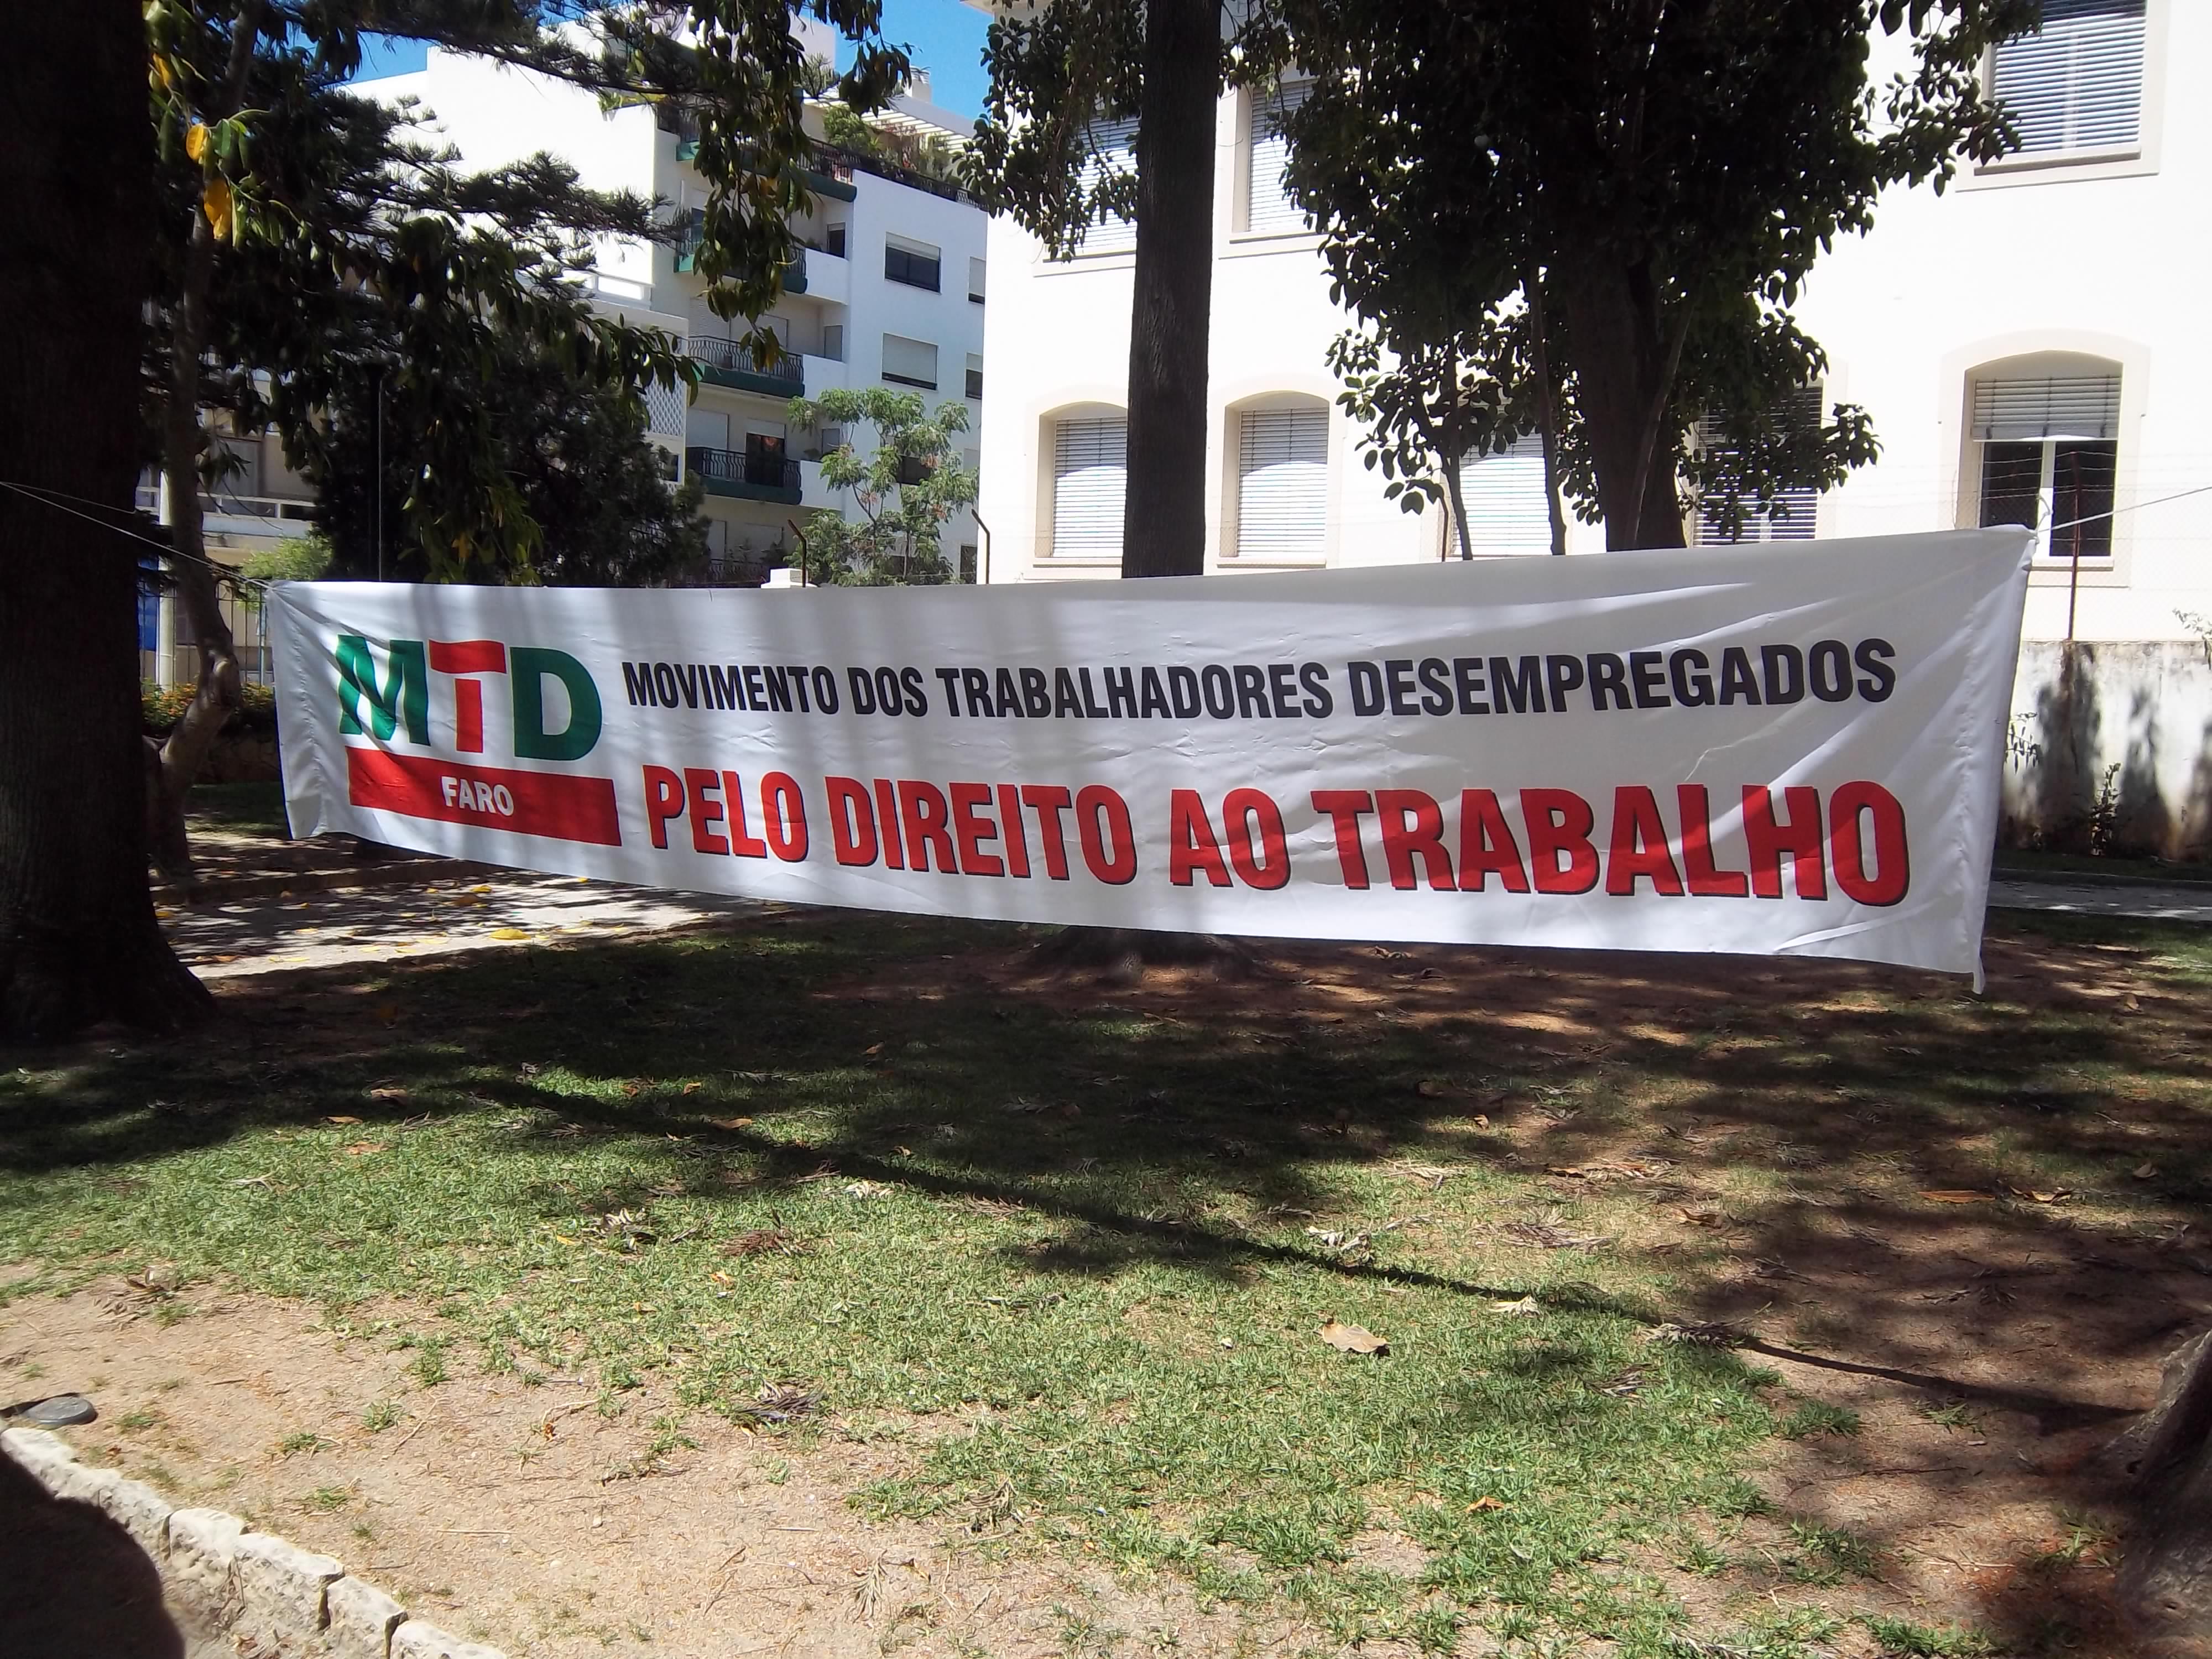 MTD
FARO
MOVIMENTO DOS TRABALHADORES DESEMPREGADOS
PELO DIREITO AO TRABALHO